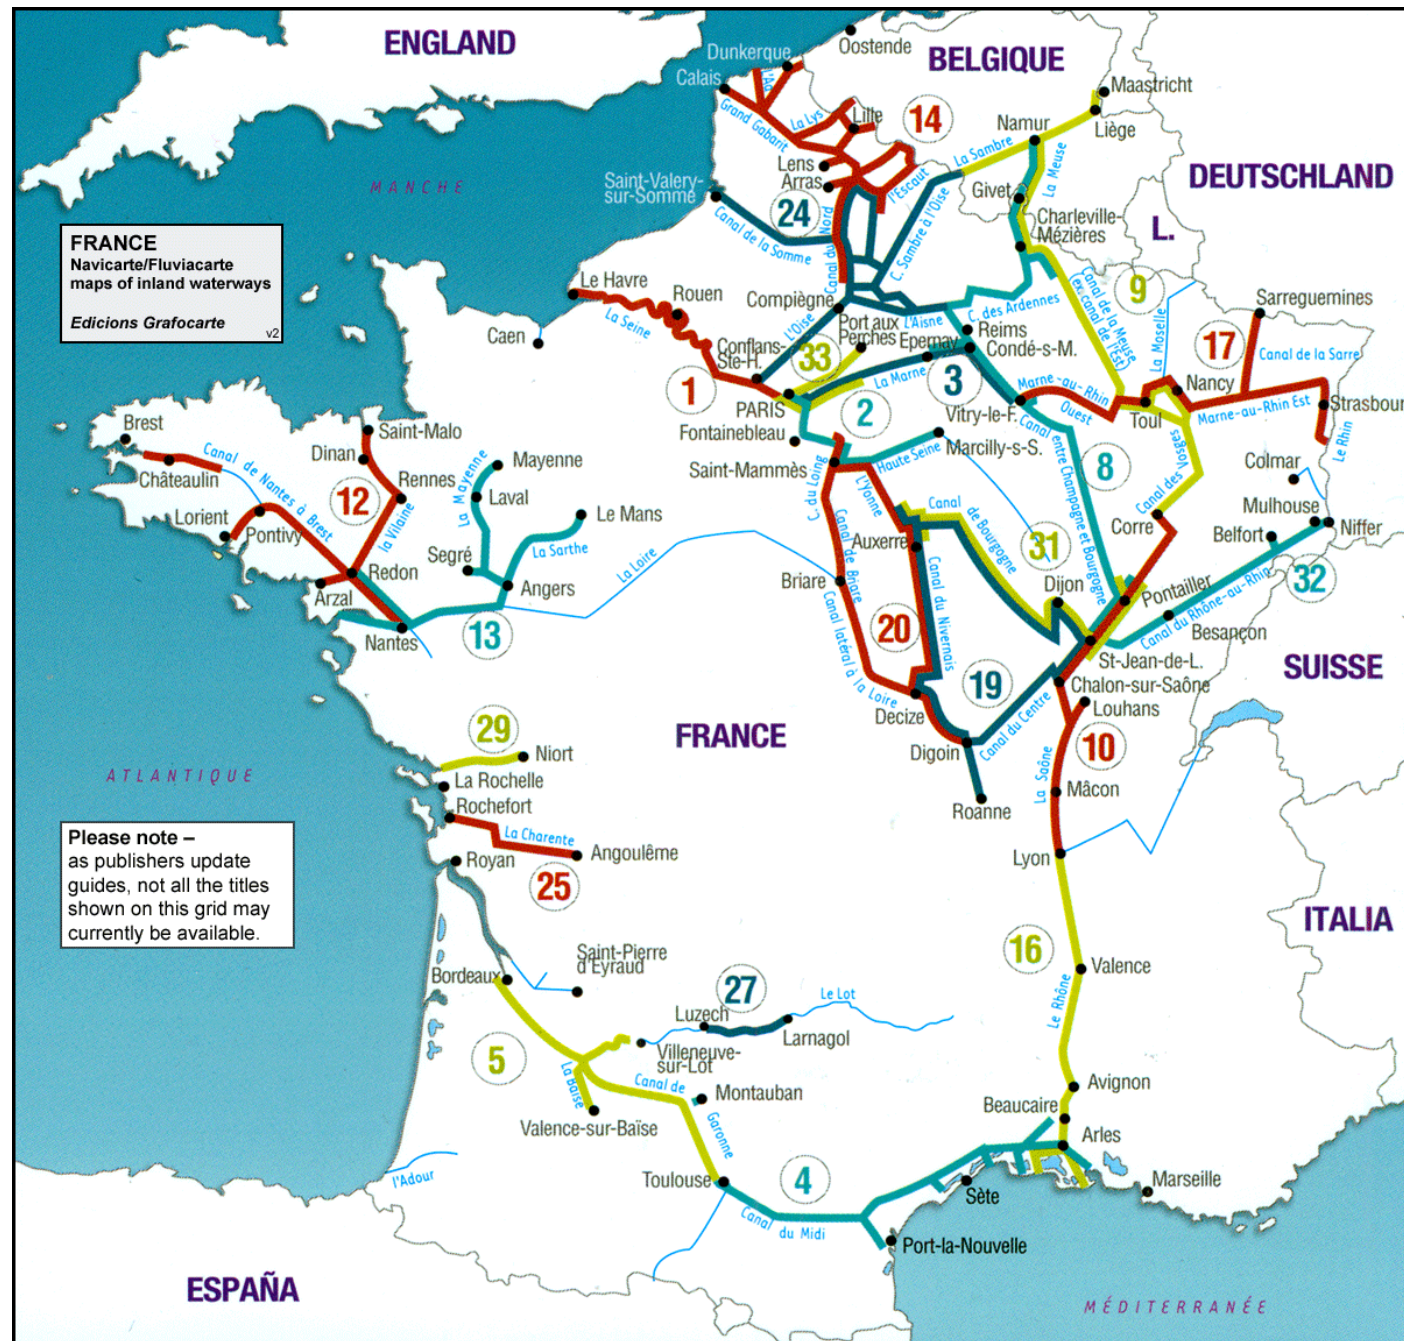 ENGLAND
Oostende
BELGIQUE
Dunkerque
Calais
Maastricht
l'Aa
Grand Gabarit
La Lys
Lille
14
Namur
Liège
La Sambre
La Meuse
DEUTSCHLAND
MANCHE
Lens
Arras
l'Escaut
Givet
Saint-Valery-
sur-Somme
24
Canal de la Somme
Canal du Nord
C. Sambre à l'Oise
Charleville-
Mézières
L.
FRANCE
Navicarte/Fluviacarte
maps of inland waterways
Edicions Grafocarte
v2
Le Havre
La Seine
Rouen
Compiègne
L'Oise
Port aux
Perches
L'Aisne
C. des Ardennes
Canal de la Meuse
(ex. canal de l'Est)
9
La Moselle
Sarreguemines
Caen
Conflans-
Ste-H.
33
Epernay
Reims
Condé-s-M.
17
Canal de la Sarre
1
PARIS
La Marne
3
Marne-au-Rhin
Ouest
Nancy
2
Vitry-le-F.
Toul
Marne-au-Rhin Est
Strasbour
Le Rhin
Brest
Saint-Malo
Fontainebleau
Marcilly-s-S.
Canal de Nantes à Brest
Dinan
Mayenne
Saint-Mammès
Haute Seine
Canal entre Champagne et Bourgogne
8
Canal des Vosges
Colmar
Châteaulin
12
Rennes
La Mayenne
Laval
C. du Loing
L'Yonne
Mulhouse
Lorient
Pontivy
la Vilaine
Le Mans
Canal
de Bourgogne
Corre
Belfort
Niffer
Segré
La Sarthe
Auxerre
31
Redon
La Loire
Canal de Briare
Dijon
32
Arzal
Angers
Briare
Canal du Nivernais
Pontailler
Canal du Rhône-au-Rhin
13
Nantes
20
Besançon
Canal latéral à la Loire
St-Jean-de-L.
SUISSE
19
Chalon-sur-Saône
Decize
Canal du Centre
Louhans
FRANCE
29
Niort
Digoin
10
ATLANTIQUE
La Rochelle
La Saône
Rochefort
Roanne
Mâcon
Please note –
as publishers update
guides, not all the titles
shown on this grid may
currently be available.
La Charente
Royan
Angoulême
Lyon
25
ITALIA
16
Saint-Pierre
d'Eyraud
Bordeaux
Valence
27
Le Lot
Luzech
Larnagol
Le Rhône
5
Villeneuve-
sur-Lot
La Baïse
Canal de
Garonne
Montauban
Avignon
Valence-sur-Baïse
Beaucaire
Arles
l'Adour
Toulouse
4
Sète
Marseille
Canal du Midi
Port-la-Nouvelle
ESPAÑA
MÉDITERRANÉE